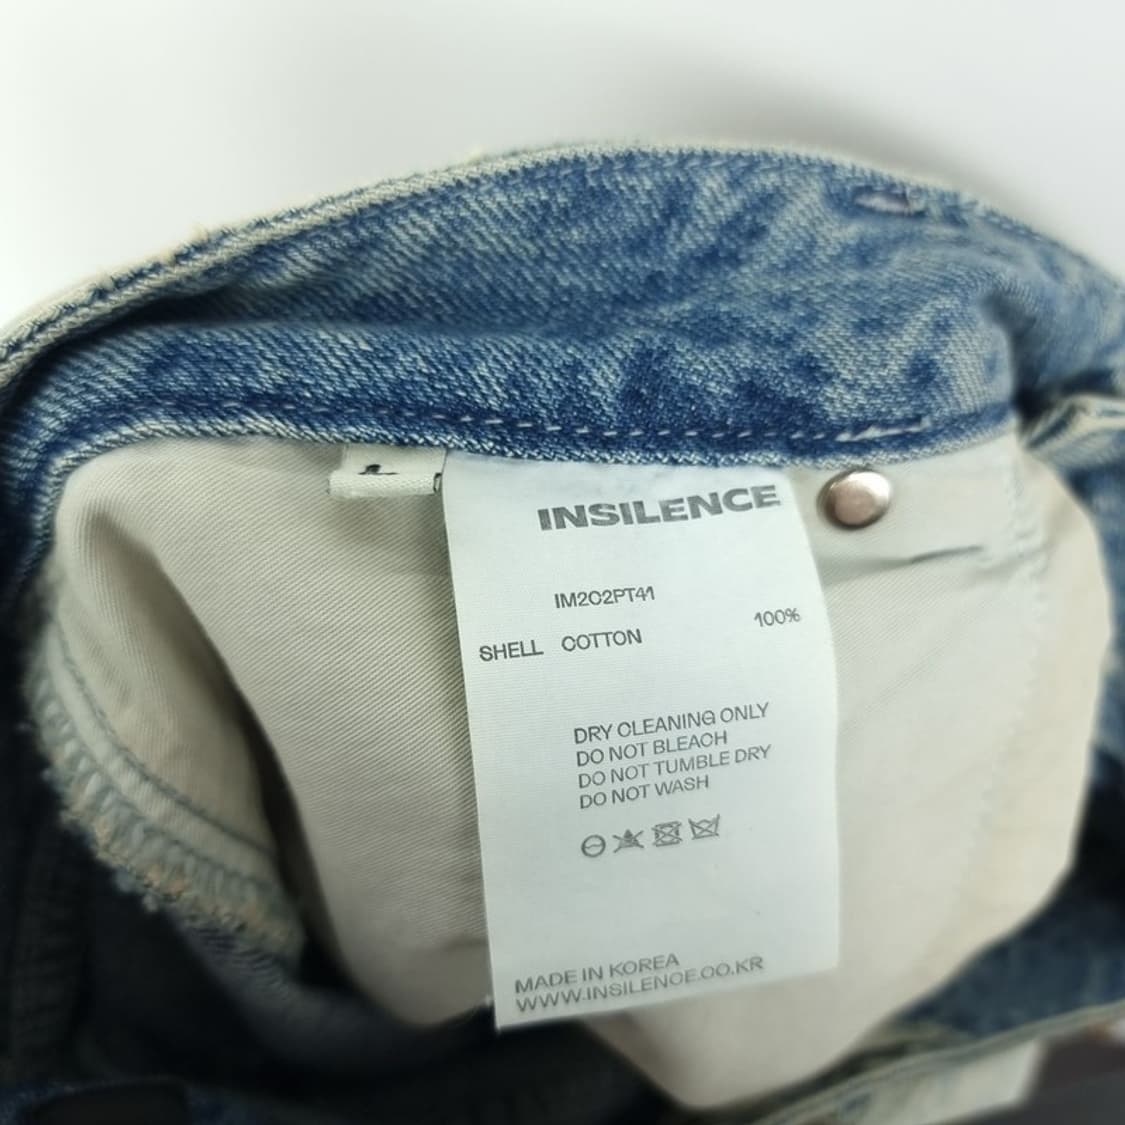 INSILENCE
IM2C2PT41
SHELL COTTON 100%
DRY CLEANING ONLY
DO NOT BLEACH
DO NOT TUMBLE DRY
DO NOT WASH
MADE IN KOREA
WWW.INSILENCE.CO.KR